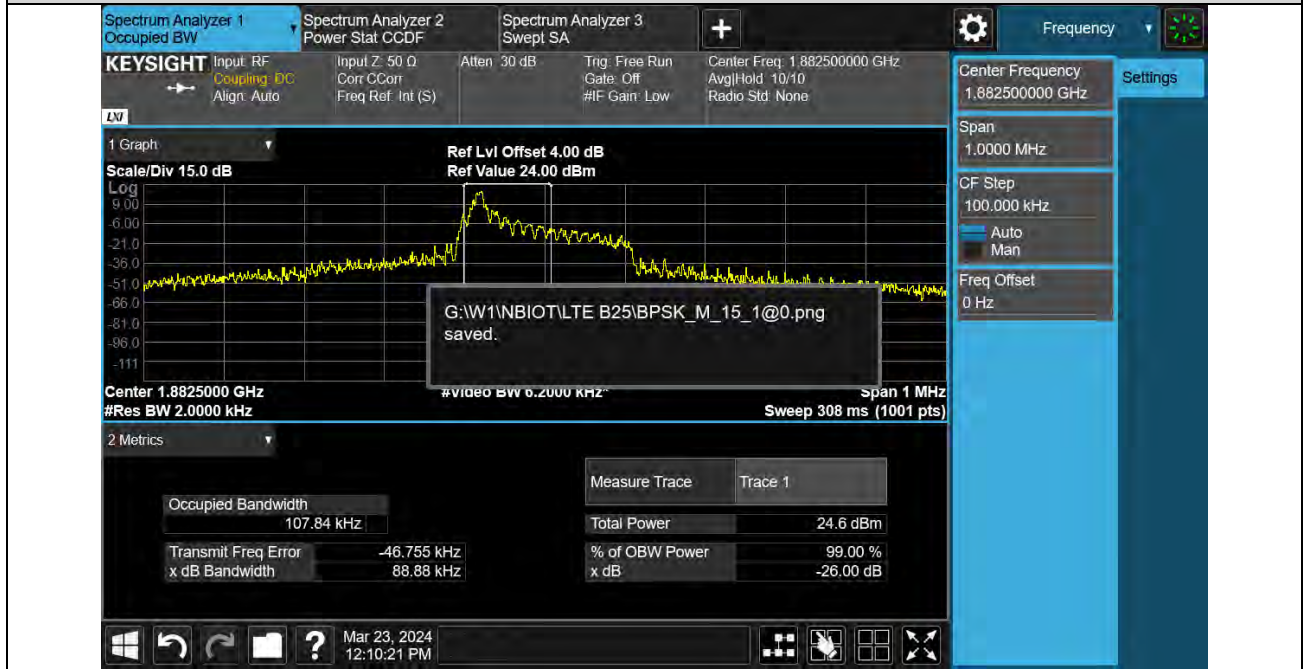 Spectrum Analyzer 1
Occupied BW
Spectrum Analyzer 2
Power Stat CCDF
Spectrum Analyzer 3
Swept SA
+
Frequency
KEYSIGHT
Input: RF
Coupling: DC
Align: Auto
Input Z: 50 Ω
Corr CCorr
Freq Ref: Int (S)
Atten: 30 dB
Trig: Free Run
Gate: Off
#IF Gain: Low
Center Freq: 1.882500000 GHz
Avg|Hold: 10/10
Radio Std: None
LXI
Center Frequency
1.882500000 GHz
Settings
Span
1.0000 MHz
CF Step
100.000 kHz
Auto
Man
Freq Offset
0 Hz
1 Graph
Scale/Div 15.0 dB
Ref Lvl Offset 4.00 dB
Ref Value 24.00 dBm
Log
9.00
-6.00
-21.0
-36.0
-51.0
-66.0
-81.0
-96.0
-111
G:\W1\NBIOT\LTE B25\BPSK_M_15_1@0.png
saved.
Center 1.8825000 GHz
#Video BW 6.2000 kHz*
Span 1 MHz
#Res BW 2.0000 kHz
Sweep 308 ms (1001 pts)
2 Metrics
Measure Trace
Trace 1
Occupied Bandwidth
107.84 kHz
Total Power
24.6 dBm
Transmit Freq Error
-46.755 kHz
% of OBW Power
99.00 %
x dB Bandwidth
88.88 kHz
x dB
-26.00 dB
?
Mar 23, 2024
12:10:21 PM